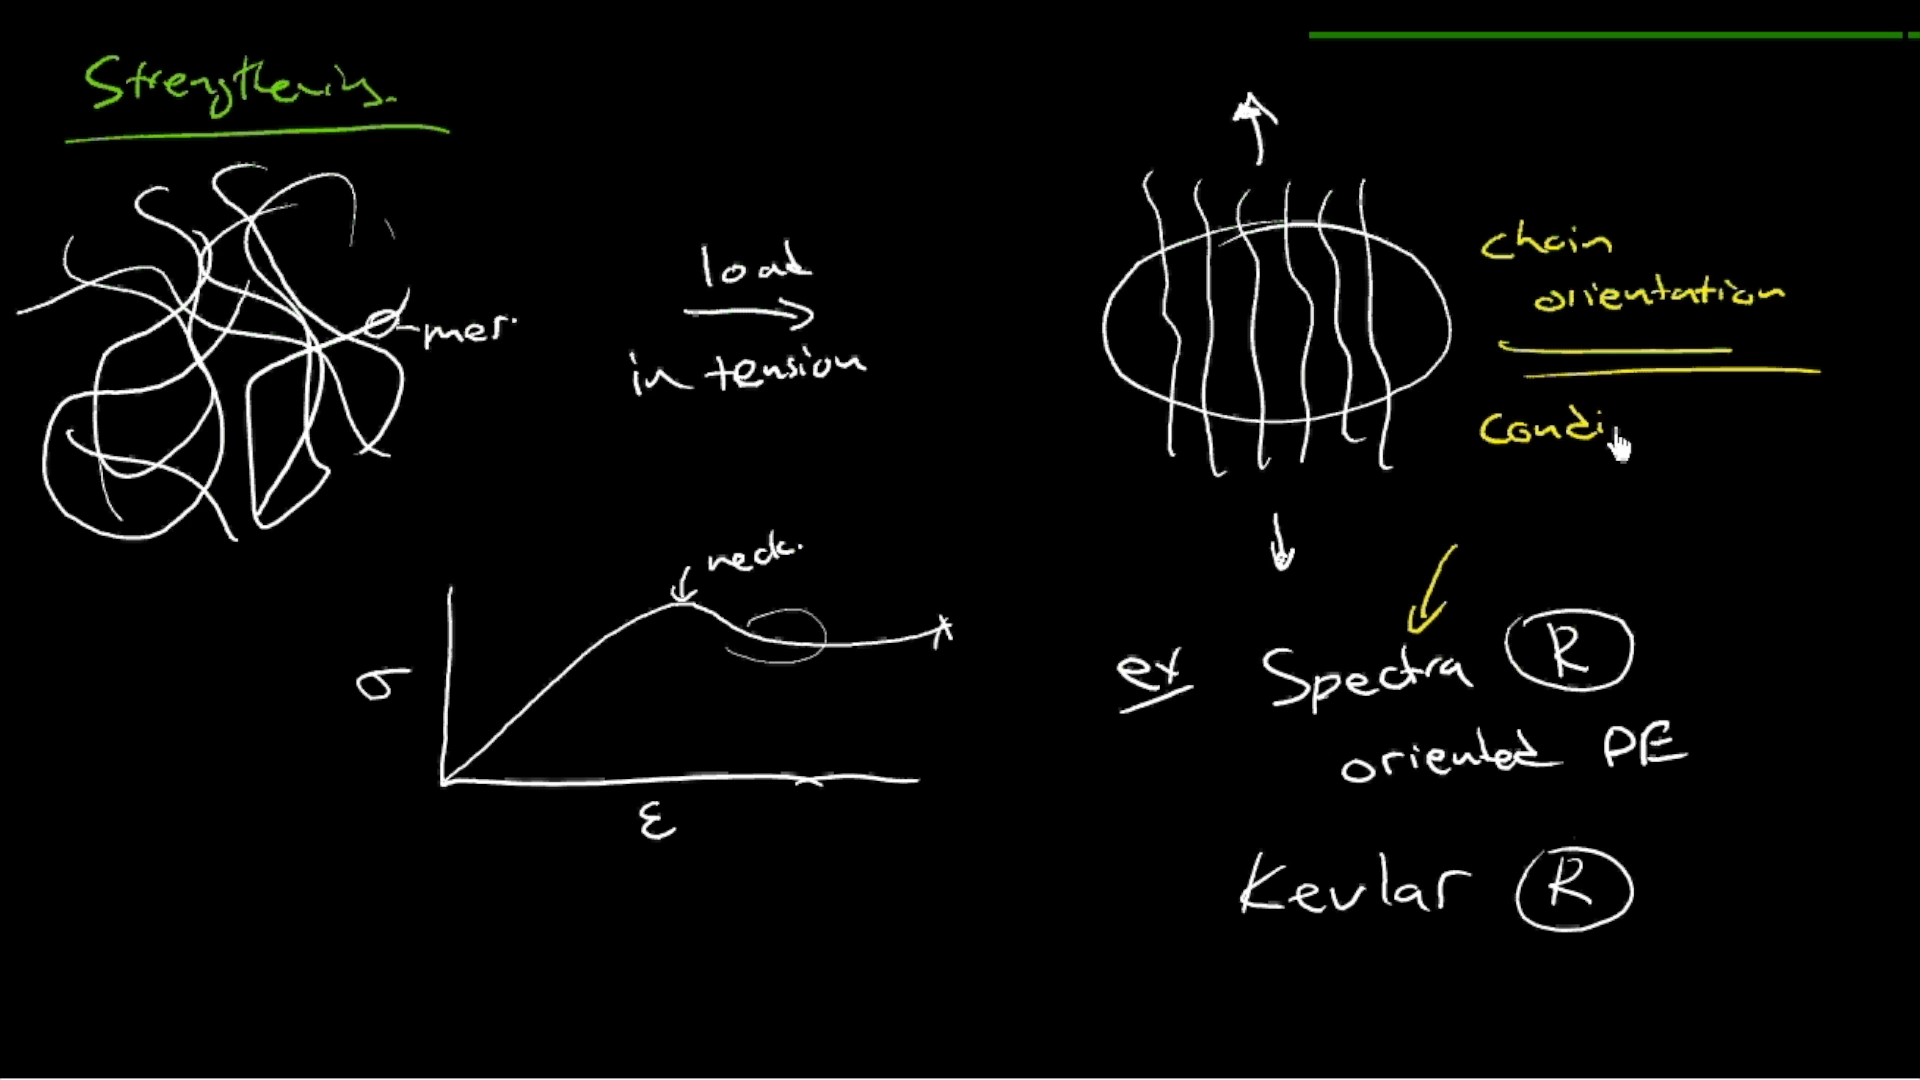 Strengthening.
mer.
load
in tension
chain
orientation
Condi
neck.
σ
ε
ex Spectra R
oriented PE
Kevlar R